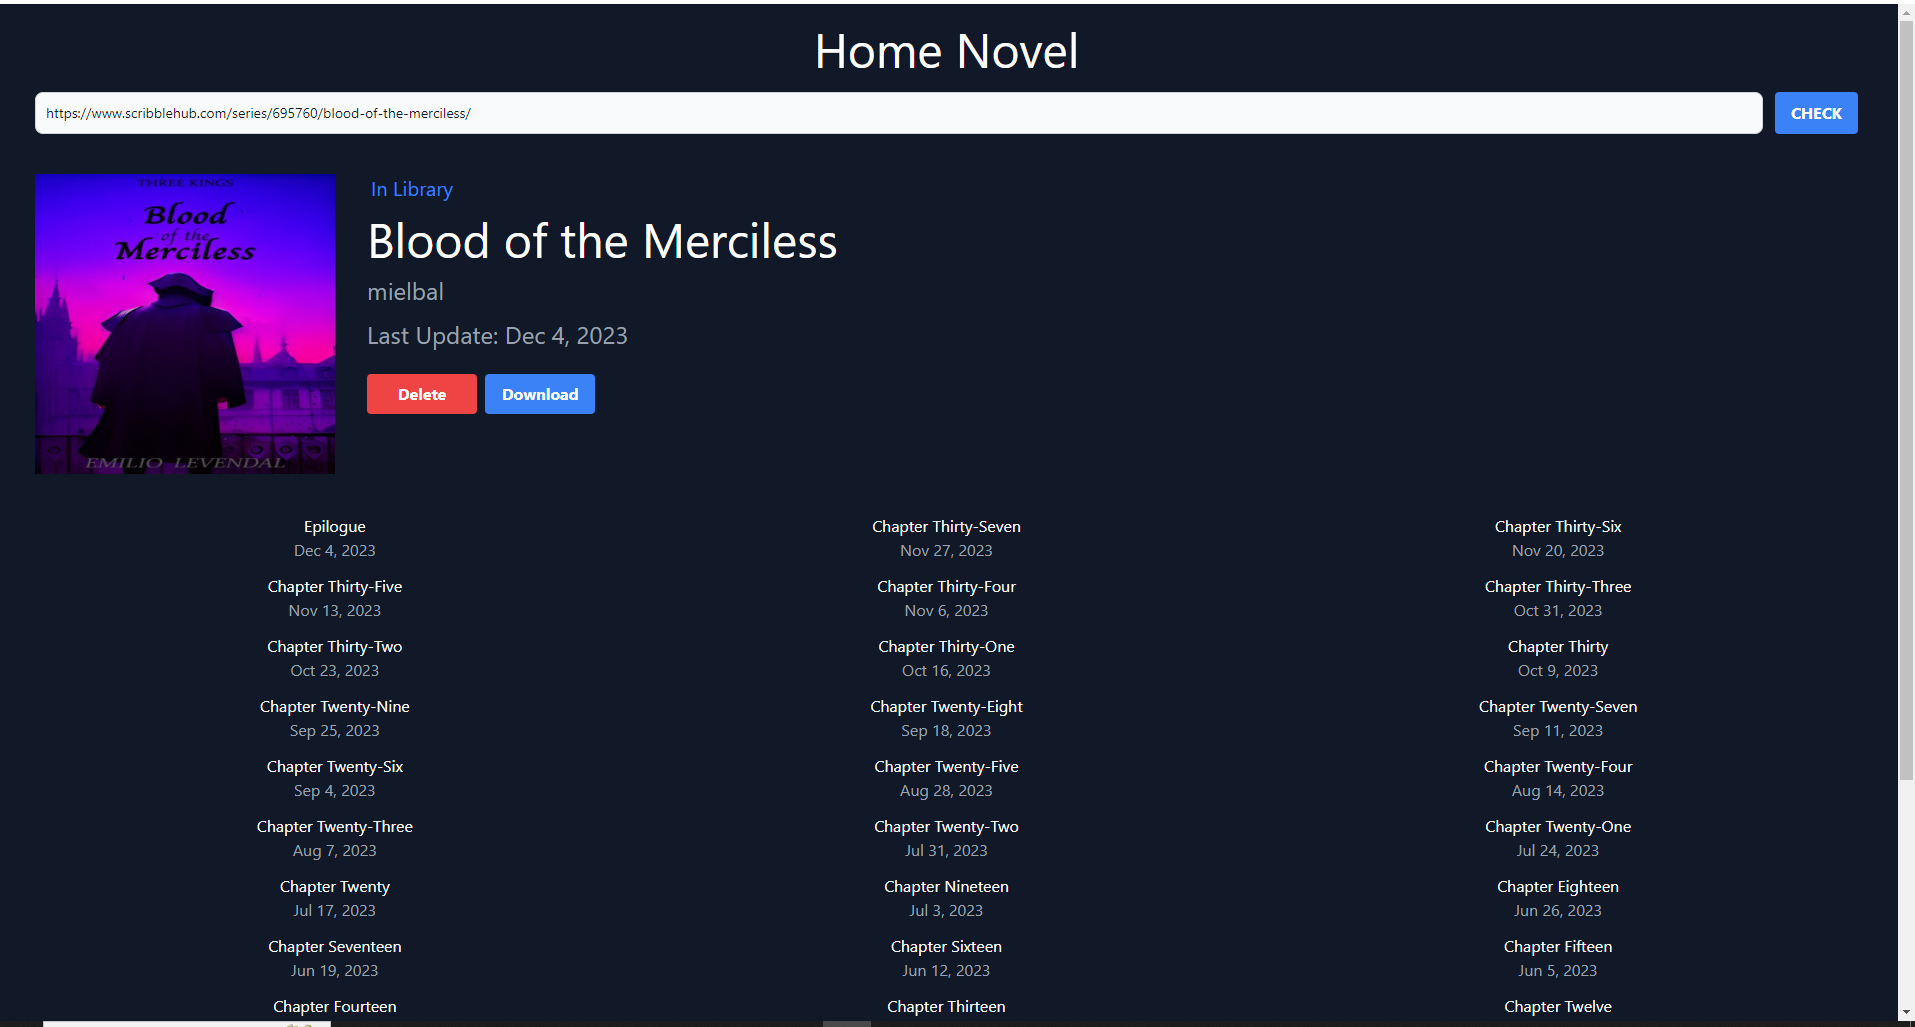 Home Novel
https://www.scribblehub.com/series/695760/blood-of-the-merciless/
CHECK
THREE KINGS
Blood
of the
Merciless
EMILIO LEVENDAL
In Library
Blood of the Merciless
mielbal
Last Update: Dec 4, 2023
Delete
Download
Epilogue
Dec 4, 2023
Chapter Thirty-Seven
Nov 27, 2023
Chapter Thirty-Six
Nov 20, 2023
Chapter Thirty-Five
Nov 13, 2023
Chapter Thirty-Four
Nov 6, 2023
Chapter Thirty-Three
Oct 31, 2023
Chapter Thirty-Two
Oct 23, 2023
Chapter Thirty-One
Oct 16, 2023
Chapter Thirty
Oct 9, 2023
Chapter Twenty-Nine
Sep 25, 2023
Chapter Twenty-Eight
Sep 18, 2023
Chapter Twenty-Seven
Sep 11, 2023
Chapter Twenty-Six
Sep 4, 2023
Chapter Twenty-Five
Aug 28, 2023
Chapter Twenty-Four
Aug 14, 2023
Chapter Twenty-Three
Aug 7, 2023
Chapter Twenty-Two
Jul 31, 2023
Chapter Twenty-One
Jul 24, 2023
Chapter Twenty
Jul 17, 2023
Chapter Nineteen
Jul 3, 2023
Chapter Eighteen
Jun 26, 2023
Chapter Seventeen
Jun 19, 2023
Chapter Sixteen
Jun 12, 2023
Chapter Fifteen
Jun 5, 2023
Chapter Fourteen
Chapter Thirteen
Chapter Twelve